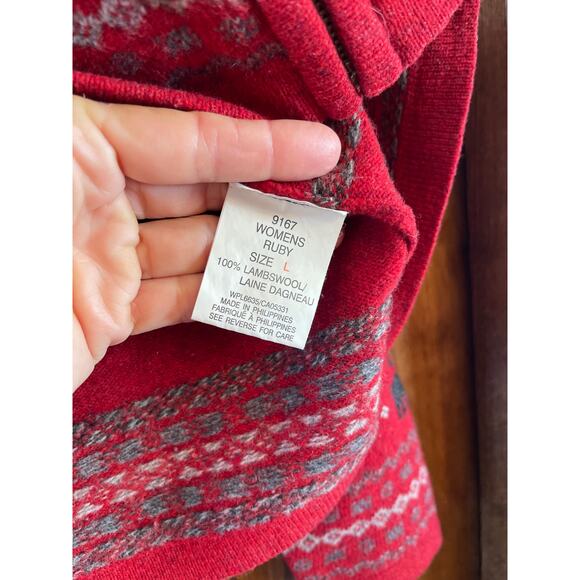 9167
WOMENS
RUBY
SIZE L
100% LAMBSWOOL/
LAINE DAGNEAU
WPL6635/CA05331
MADE IN PHILIPPINES
FABRIQUÉ À PHILIPPINES
SEE REVERSE FOR CARE